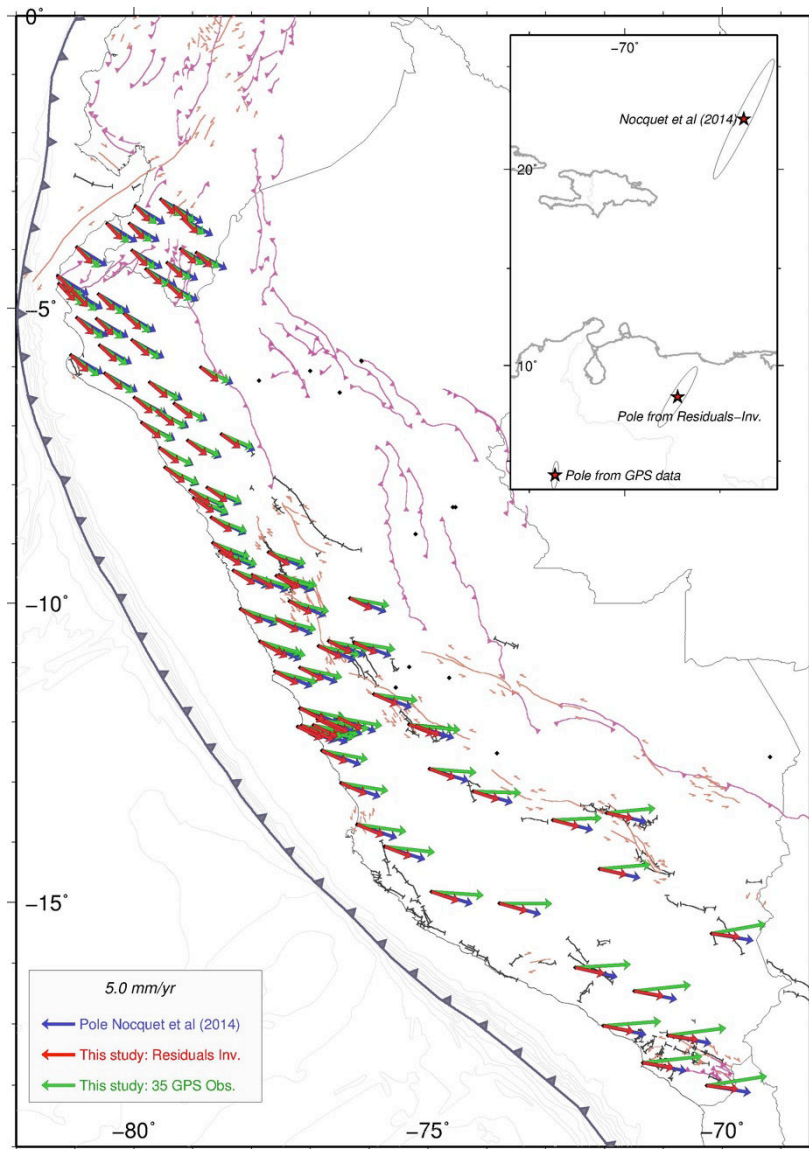 0°
−5°
−10°
−15°
−80°
−75°
−70°
−70°
20°
10°
Nocquet et al (2014)
Pole from Residuals−Inv.
Pole from GPS data
5.0 mm/yr
Pole Nocquet et al (2014)
This study: Residuals Inv.
This study: 35 GPS Obs.